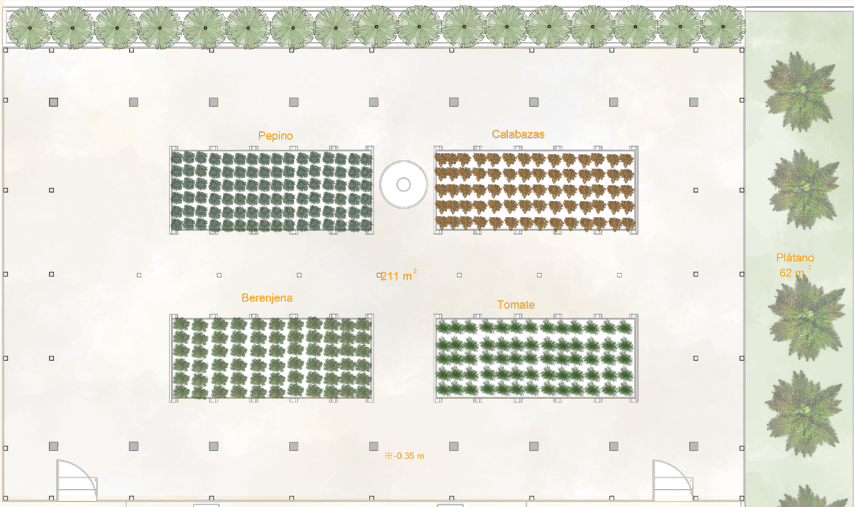 Pepino
Calabazas
Plátano
62 m²
211 m²
Berenjena
Tomate
-0.35 m